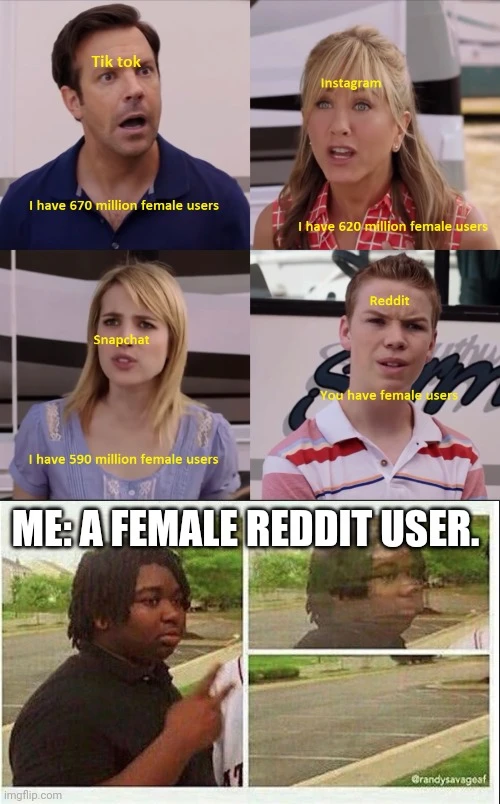 Tik tok
I have 670 million female users
Instagram
I have 620 million female users
Snapchat
I have 590 million female users
Reddit
You have female users
ME: A FEMALE REDDIT USER.
@randysavageaf
imgflip.com